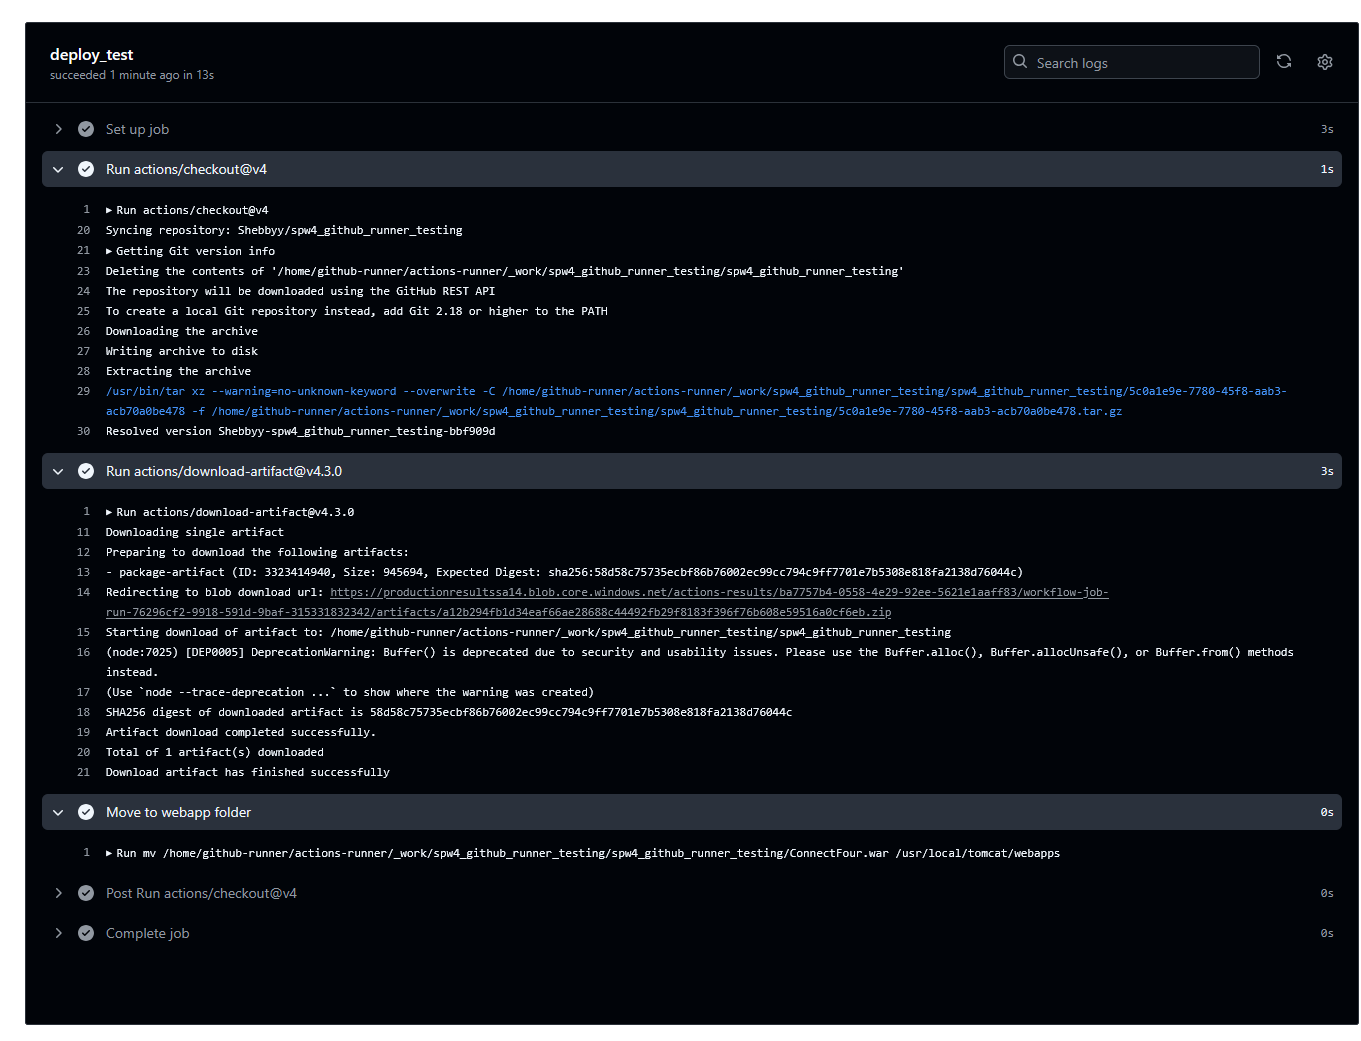 deploy_test
succeeded 1 minute ago in 13s
Search logs
Set up job 3s
Run actions/checkout@v4 1s
1 ▶ Run actions/checkout@v4
20 Syncing repository: Shebbyy/spw4_github_runner_testing
21 ▶ Getting Git version info
23 Deleting the contents of '/home/github-runner/actions-runner/_work/spw4_github_runner_testing/spw4_github_runner_testing'
24 The repository will be downloaded using the GitHub REST API
25 To create a local Git repository instead, add Git 2.18 or higher to the PATH
26 Downloading the archive
27 Writing archive to disk
28 Extracting the archive
29 /usr/bin/tar xz --warning=no-unknown-keyword --overwrite -C /home/github-runner/actions-runner/_work/spw4_github_runner_testing/spw4_github_runner_testing/5c0a1e9e-7780-45f8-aab3-
acb70a0be478 -f /home/github-runner/actions-runner/_work/spw4_github_runner_testing/spw4_github_runner_testing/5c0a1e9e-7780-45f8-aab3-acb70a0be478.tar.gz
30 Resolved version Shebbyy-spw4_github_runner_testing-bbf909d
Run actions/download-artifact@v4.3.0 3s
1 ▶ Run actions/download-artifact@v4.3.0
11 Downloading single artifact
12 Preparing to download the following artifacts:
13 - package-artifact (ID: 3323414940, Size: 945694, Expected Digest: sha256:58d58c75735ecbf86b76002ec99cc794c9ff7701e7b5308e818fa2138d76044c)
14 Redirecting to blob download url: https://productionresultssa14.blob.core.windows.net/actions-results/ba7757b4-0558-4e29-92ee-5621e1aaff83/workflow-job-
run-76296cf2-9918-591d-9baf-315331832342/artifacts/a12b294fb1d34eaf66ae28688c44492fb29f8183f396f76b608e59516a0cf6eb.zip
15 Starting download of artifact to: /home/github-runner/actions-runner/_work/spw4_github_runner_testing/spw4_github_runner_testing
16 (node:7025) [DEP0005] DeprecationWarning: Buffer() is deprecated due to security and usability issues. Please use the Buffer.alloc(), Buffer.allocUnsafe(), or Buffer.from() methods
instead.
17 (Use `node --trace-deprecation ...` to show where the warning was created)
18 SHA256 digest of downloaded artifact is 58d58c75735ecbf86b76002ec99cc794c9ff7701e7b5308e818fa2138d76044c
19 Artifact download completed successfully.
20 Total of 1 artifact(s) downloaded
21 Download artifact has finished successfully
Move to webapp folder 0s
1 ▶ Run mv /home/github-runner/actions-runner/_work/spw4_github_runner_testing/spw4_github_runner_testing/ConnectFour.war /usr/local/tomcat/webapps
Post Run actions/checkout@v4 0s
Complete job 0s